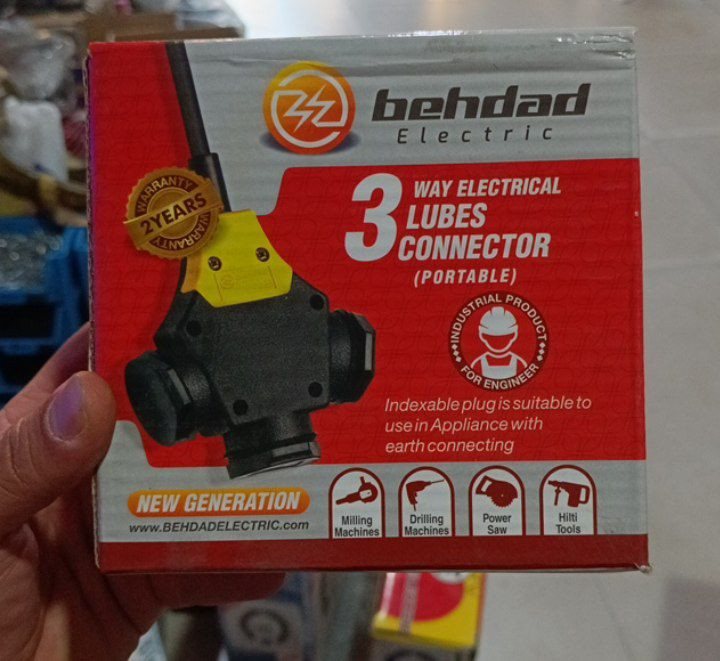 behdad
Electric
WARRANTY
2YEARS
WARRANTY
3 WAY ELECTRICAL
LUBES
CONNECTOR
(PORTABLE)
INDUSTRIAL PRODUCT
FOR ENGINEER
Indexable plug is suitable to
use in Appliance with
earth connecting
NEW GENERATION
www.BEHDADELECTRIC.com
Milling
Machines
Drilling
Machines
Power
Saw
Hilti
Tools